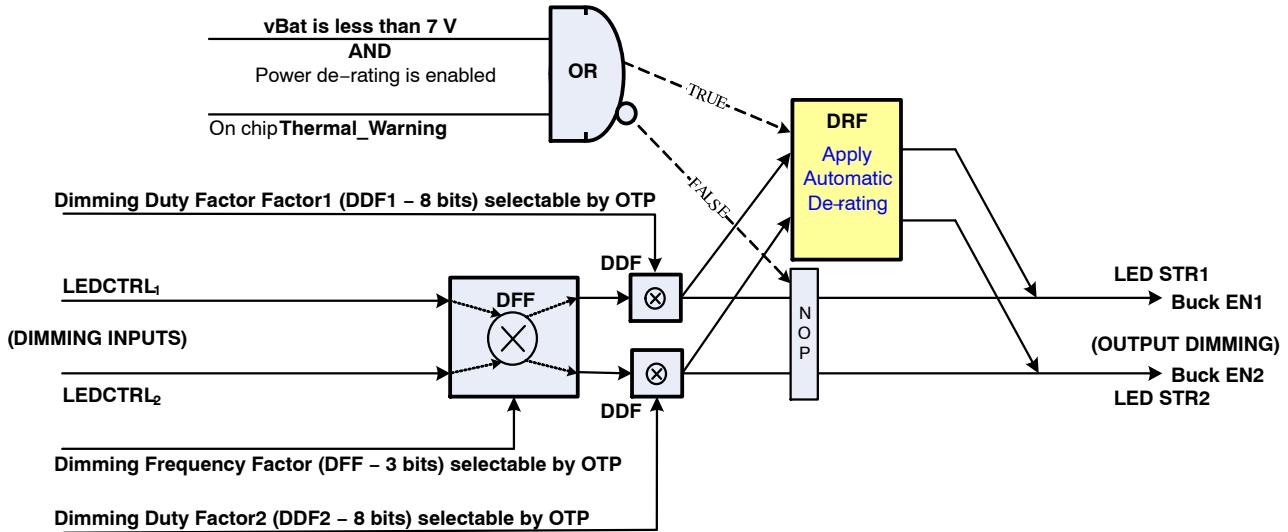 vBat is less than 7 V
AND
Power de−rating is enabled
OR
On chip Thermal_Warning
TRUE
FALSE
DRF
Apply
Automatic
De−rating
Dimming Duty Factor Factor1 (DDF1 − 8 bits) selectable by OTP
DDF
LEDCTRL1
DFF
NOP
LED STR1
Buck EN1
(DIMMING INPUTS)
(OUTPUT DIMMING)
Buck EN2
LED STR2
LEDCTRL2
DDF
Dimming Frequency Factor (DFF − 3 bits) selectable by OTP
Dimming Duty Factor2 (DDF2 − 8 bits) selectable by OTP